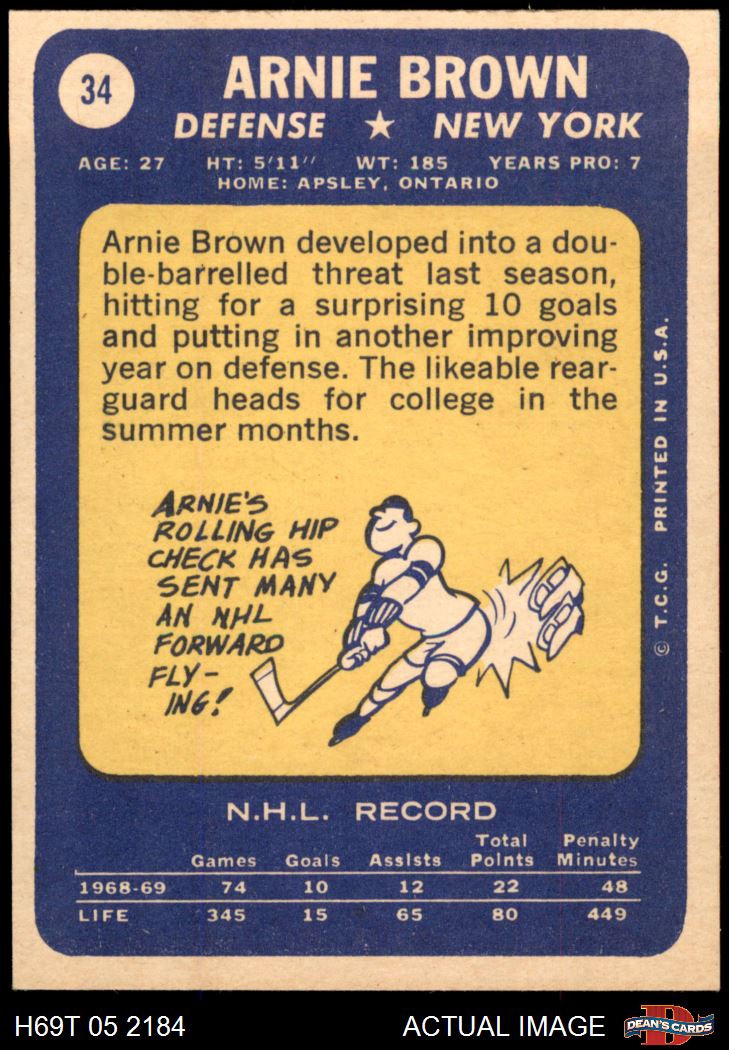 34
ARNIE BROWN
DEFENSE ★ NEW YORK
AGE: 27 HT: 5'11'' WT: 185 YEARS PRO: 7
HOME: APSLEY, ONTARIO
Arnie Brown developed into a dou-
ble-barrelled threat last season,
hitting for a surprising 10 goals
and putting in another improving
year on defense. The likeable rear-
guard heads for college in the
summer months.
ARNIE'S
ROLLING HIP
CHECK HAS
SENT MANY
AN NHL
FORWARD
FLY-
ING!
© T.C.G. PRINTED IN U.S.A.
N.H.L. RECORD
Games Goals Assists Total Points Penalty Minutes
1968-69 74 10 12 22 48
LIFE 345 15 65 80 449
H69T 05 2184 ACTUAL IMAGE
DEAN'S CARDS